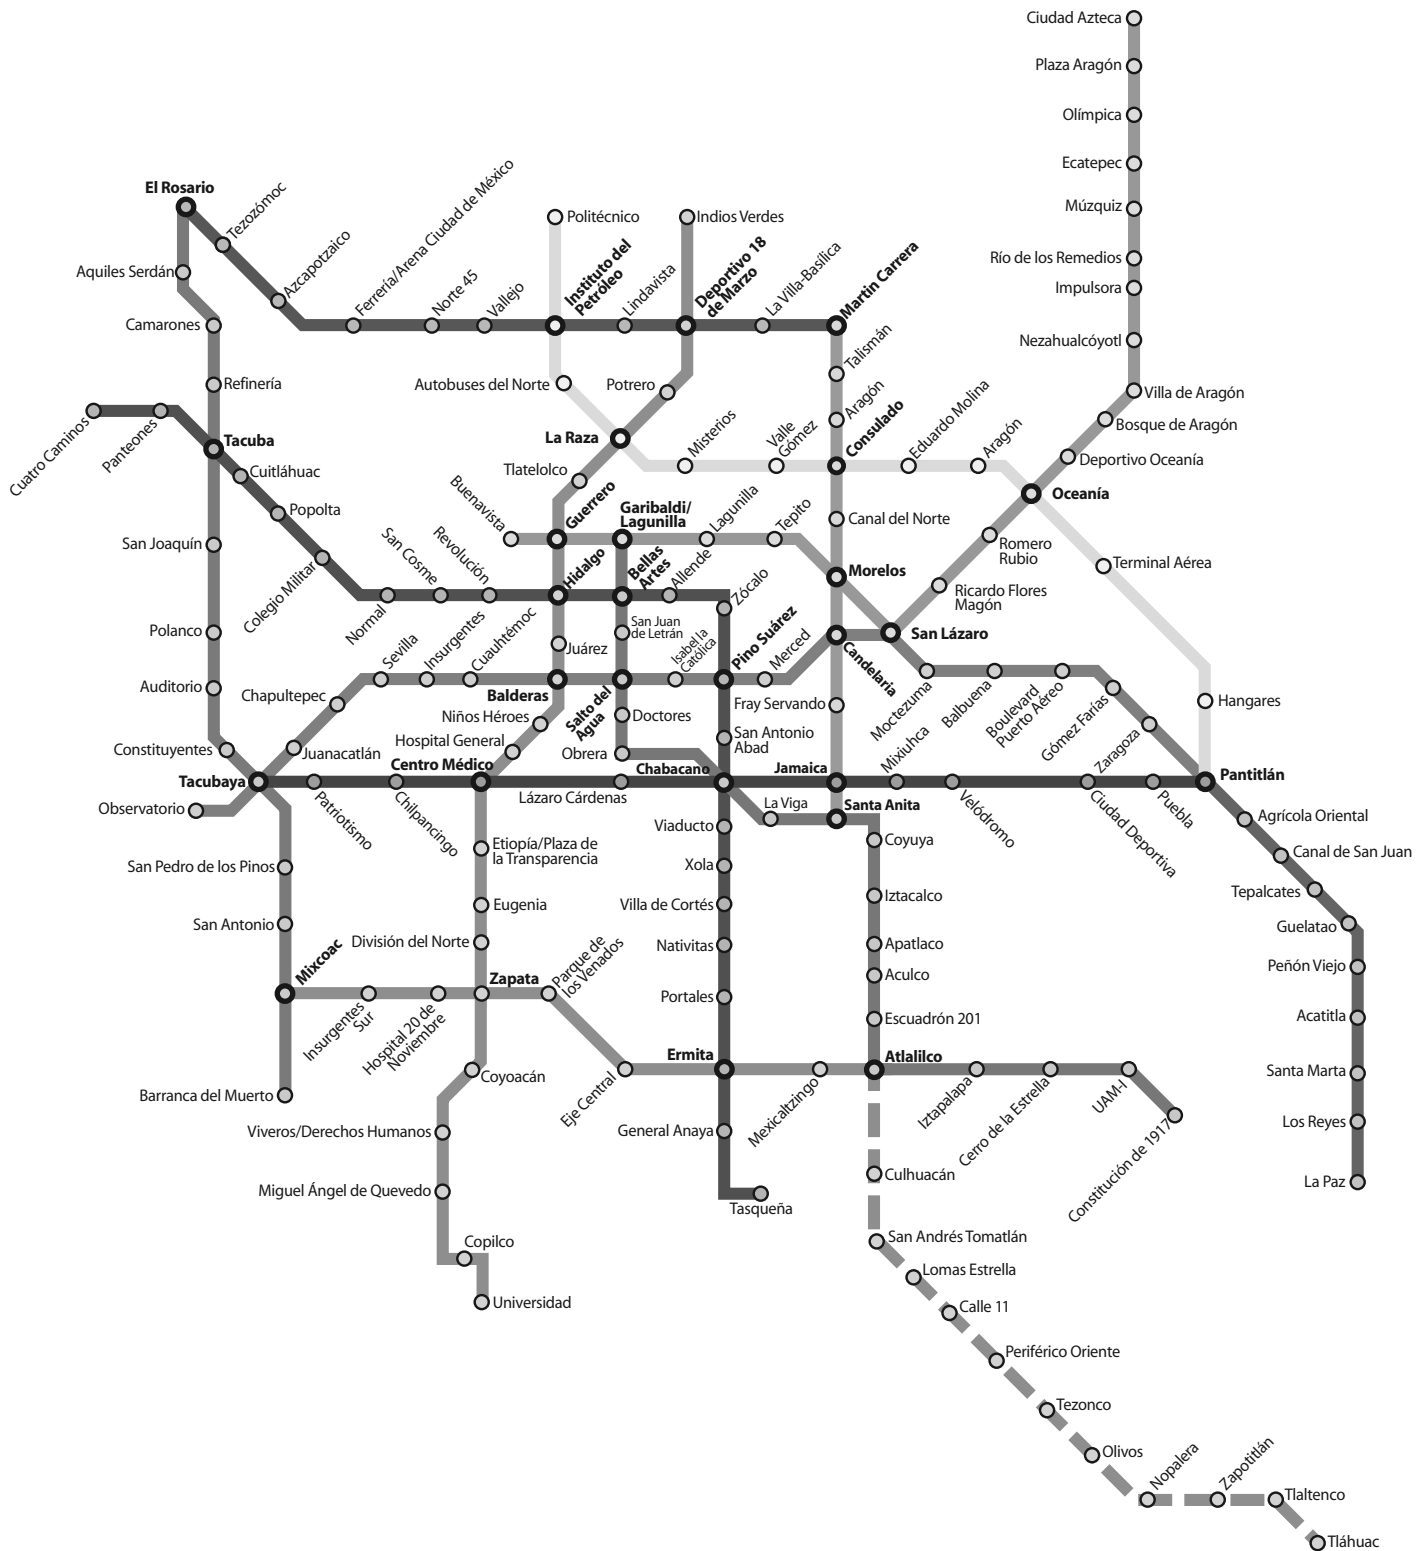 Ciudad Azteca
Plaza Aragón
Olímpica
Ecatepec
Múzquiz
Río de los Remedios
Impulsora
Nezahualcóyotl
Villa de Aragón
Bosque de Aragón
Deportivo Oceanía
Oceanía
Romero
Rubio
Ricardo Flores
Magón
San Lázaro
El Rosario
Tezozómoc
Azcapotzaico
Ferrería/Arena Ciudad de México
Norte 45
Vallejo
Instituto del
Petróleo
Lindavista
Deportivo 18
de Marzo
La Villa-Basílica
Martín Carrera
Politécnico
Indios Verdes
Aquiles Serdán
Camarones
Refinería
Tacuba
Cuatro Caminos
Panteones
Cuitláhuac
Popolta
Colegio Militar
Normal
San Cosme
Revolución
Hidalgo
Bellas
Artes
Allende
Zócalo
Autobuses del Norte
Potrero
La Raza
Misterios
Valle
Gómez
Talismán
Aragón
Consulado
Eduardo Molina
Aragón
Terminal Aérea
Hangares
Tlatelolco
Buenavista
Guerrero
Garibaldi/
Lagunilla
Lagunilla
Tepito
Canal del Norte
Morelos
San Joaquín
Polanco
Auditorio
Constituyentes
Tacubaya
Observatorio
Juanacatlán
Chapultepec
Sevilla
Insurgentes
Cuauhtémoc
Balderas
Juárez
San Juan
de Letrán
Salto del
Agua
Isabel la
Católica
Pino Suárez
Merced
Candelaria
Fray Servando
Moctezuma
Balbuena
Boulevard
Puerto Aéreo
Gómez Farías
Zaragoza
Pantitlán
Niños Héroes
Hospital General
Centro Médico
Doctores
Obrera
San Antonio
Abad
Chabacano
Jamaica
Mixiuhca
Velódromo
Ciudad Deportiva
Puebla
Patriotismo
Chilpancingo
Lázaro Cárdenas
La Viga
Santa Anita
Agrícola Oriental
Canal de San Juan
Tepalcates
Guelatao
Peñón Viejo
Acatitla
Santa Marta
Los Reyes
La Paz
San Pedro de los Pinos
San Antonio
Mixcoac
Barranca del Muerto
Etiopía/Plaza de
la Transparencia
Eugenia
División del Norte
Zapata
Insurgentes
Sur
Hospital 20 de
Noviembre
Parque de
los Venados
Eje Central
Viaducto
Xola
Villa de Cortés
Nativitas
Portales
Ermita
General Anaya
Tasqueña
Coyuya
Iztacalco
Apatlaco
Aculco
Escuadrón 201
Atlalilco
Mexicaltzingo
Iztapalapa
Cerro de la Estrella
UAM-I
Constitución de 1917
Coyoacán
Viveros/Derechos Humanos
Miguel Ángel de Quevedo
Copilco
Universidad
Culhuacán
San Andrés Tomatlán
Lomas Estrella
Calle 11
Periférico Oriente
Tezonco
Olivos
Nopalera
Zapotitlán
Tlaltenco
Tláhuac